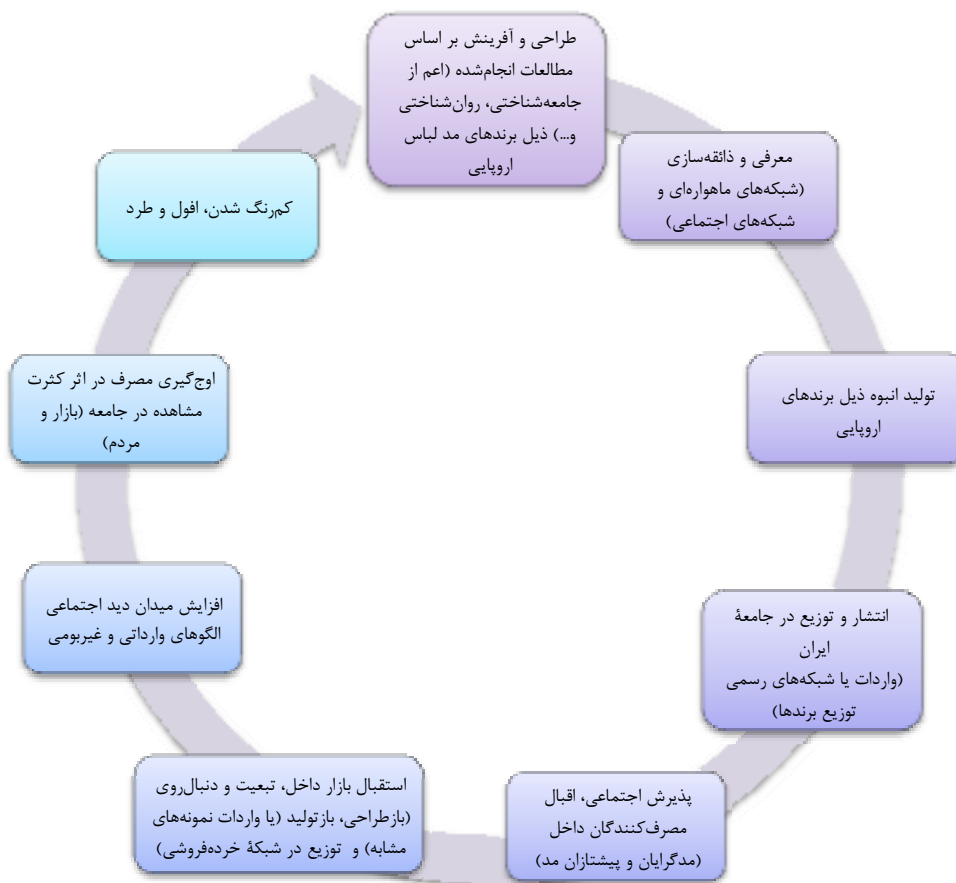 طراحی و آفرینش بر اساس
مطالعات انجام‌شده (اعم از
جامعه‌شناختی، روان‌شناختی
و...) ذیل برندهای مد لباس
اروپایی
معرفی و ذائقه‌سازی
(شبکه‌های ماهواره‌ای و
شبکه‌های اجتماعی)
تولید انبوه ذیل برندهای
اروپایی
انتشار و توزیع در جامعۀ
ایران
(واردات یا شبکه‌های رسمی
توزیع برندها)
پذیرش اجتماعی، اقبال
مصرف‌کنندگان داخل
(مدگرایان و پیشتازان مد)
استقبال بازار داخل، تبعیت و دنبال‌روی
(بازطراحی، بازتولید (یا واردات نمونه‌های
مشابه) و توزیع در شبکۀ خرده‌فروشی)
افزایش میدان دید اجتماعی
الگوهای وارداتی و غیربومی
اوج‌گیری مصرف در اثر کثرت
مشاهده در جامعه (بازار و
مردم)
کم‌رنگ شدن، افول و طرد